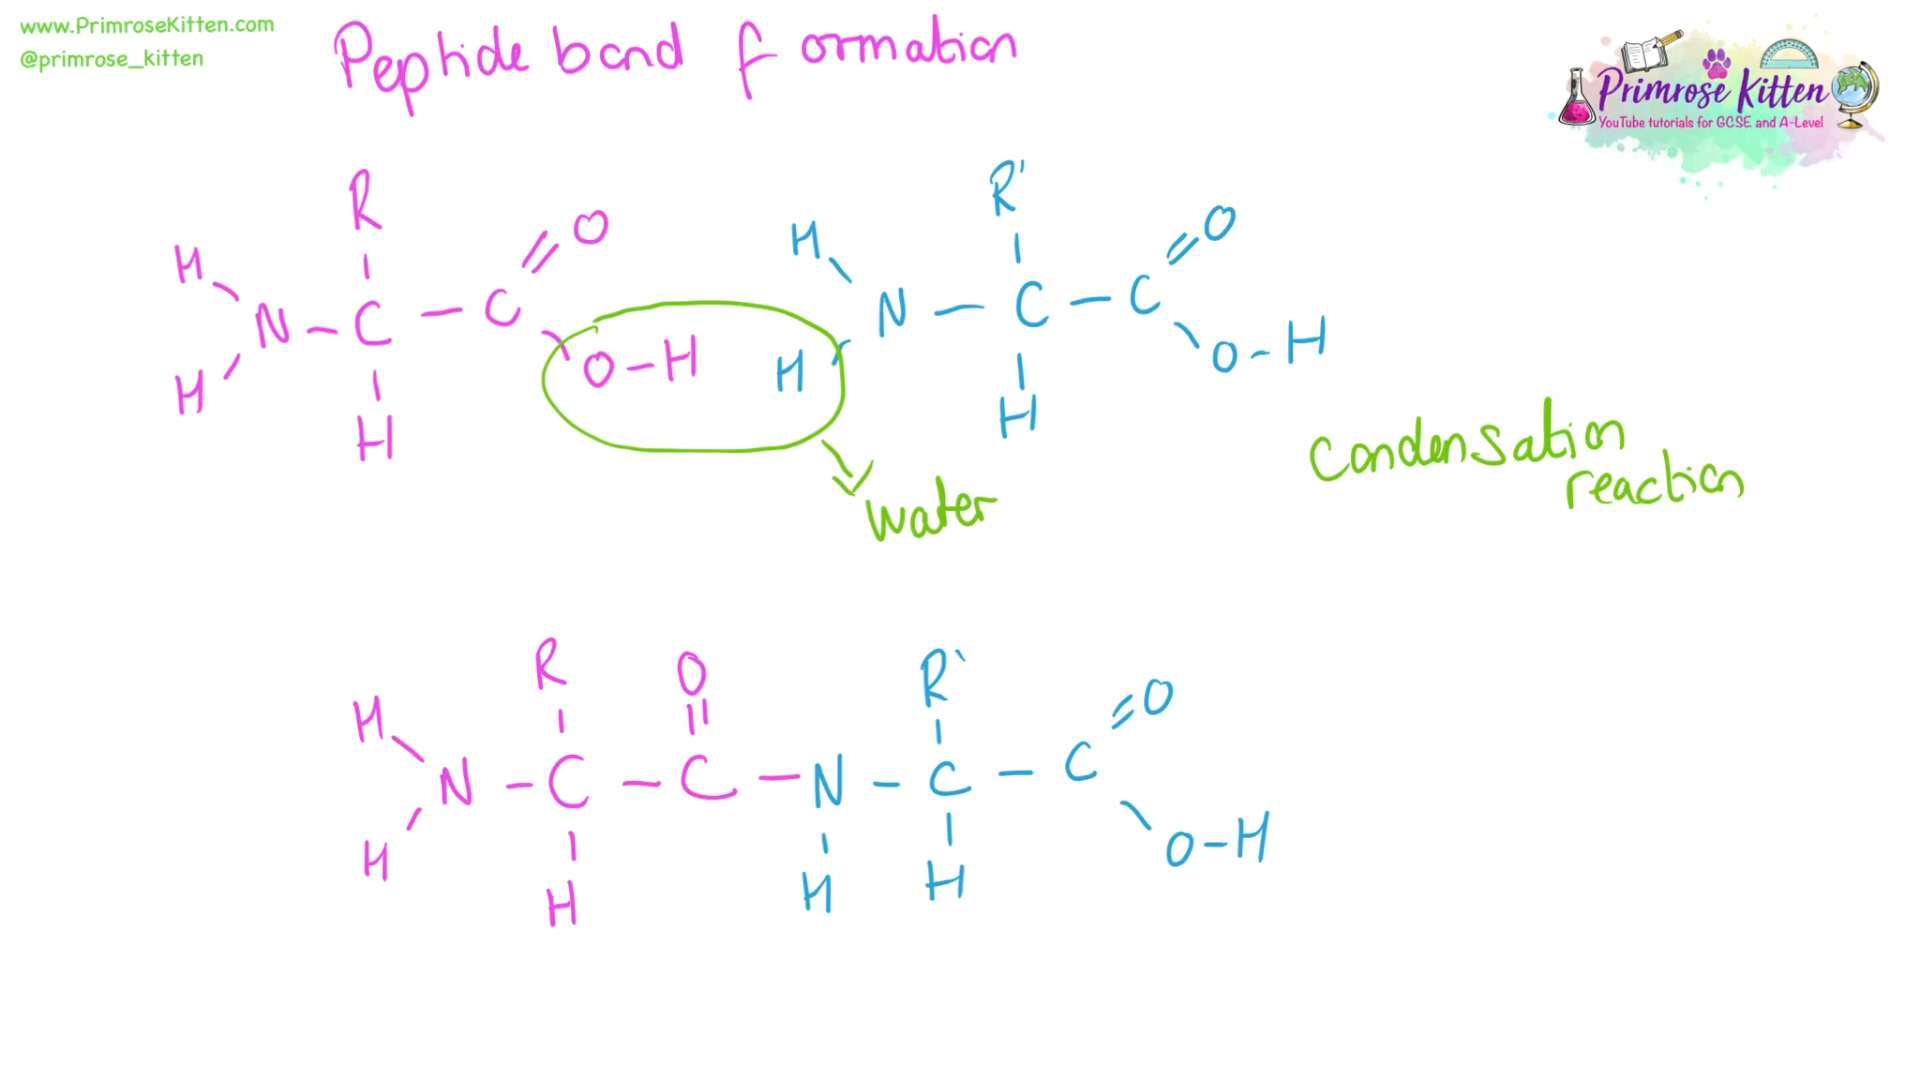 www.PrimroseKitten.com
@primrose_kitten
Peptide bond formation
Primrose Kitten
YouTube tutorials for GCSE and A-Level
R R'
O O
H H
N - C - C N - C - C
H O-H H O-H
H H
Condensation
reaction
water
R O R`
H O
N - C - C - N - C - C
H O-H
H H H